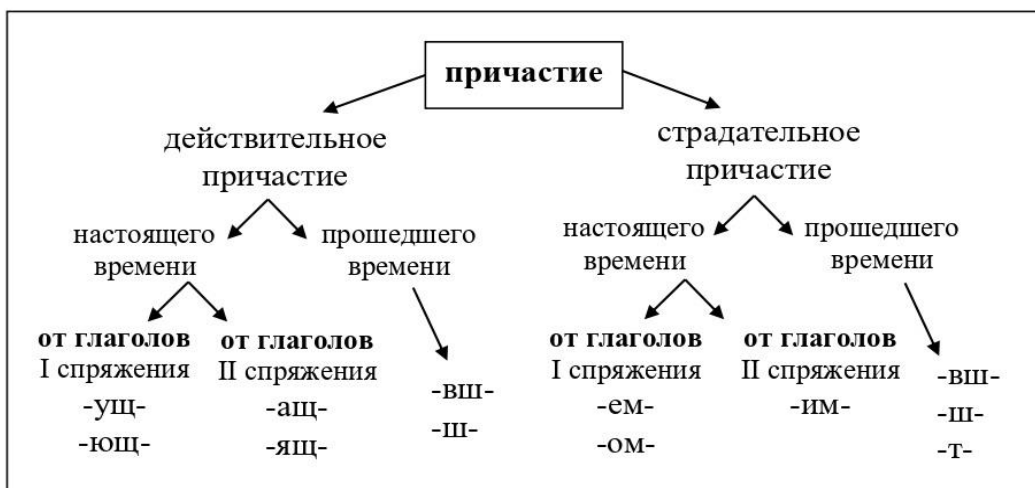 причастие
действительное
причастие
настоящего
времени
от глаголов
I спряжения
-ущ-
-ющ-
от глаголов
II спряжения
-ащ-
-ящ-
прошедшего
времени
-вш-
-ш-
страдательное
причастие
настоящего
времени
от глаголов
I спряжения
-ем-
-ом-
от глаголов
II спряжения
-им-
прошедшего
времени
-вш-
-ш-
-т-